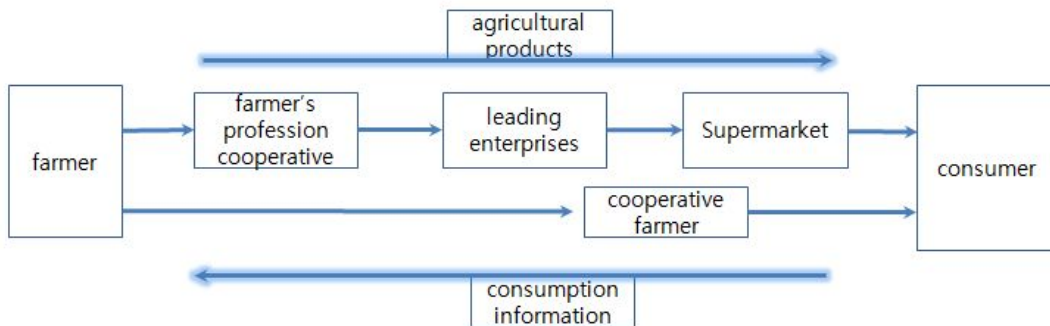 agricultural
products
farmer
farmer's
profession
cooperative
leading
enterprises
Supermarket
consumer
cooperative
farmer
consumption
information